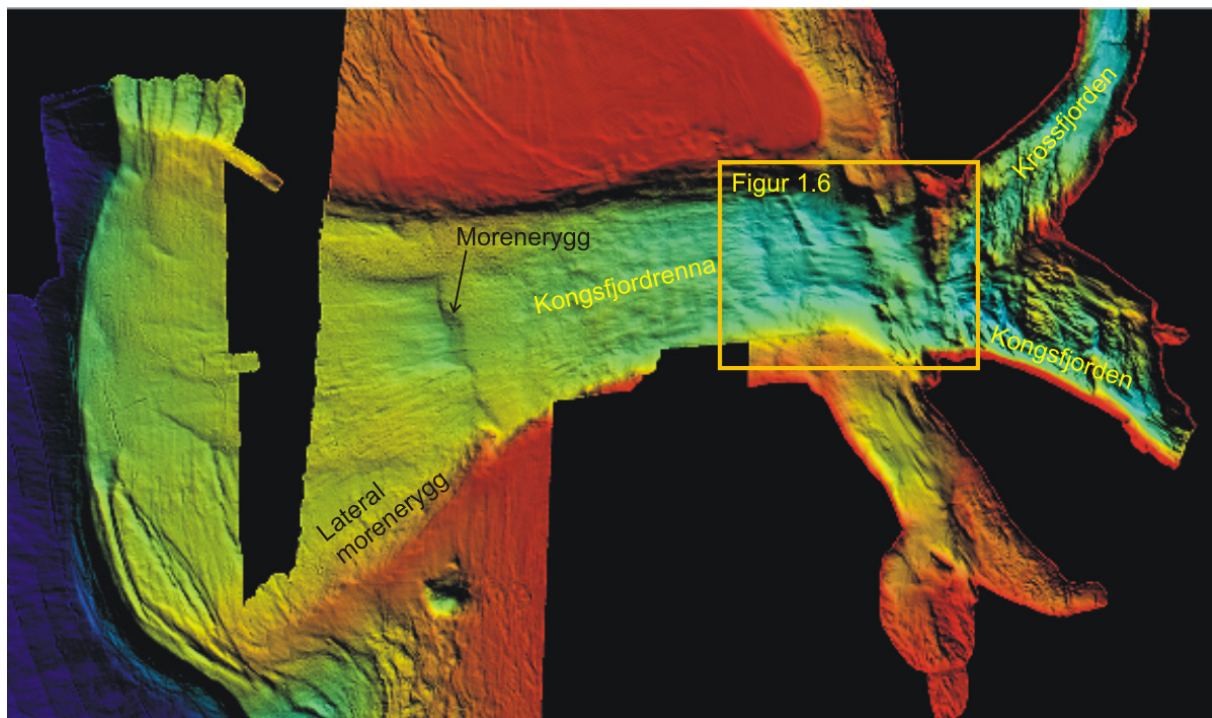 Krossfjorden
Figur 1.6
Morenerygg
Kongsfjordrenna
Kongsfjorden
Lateral
morenerygg